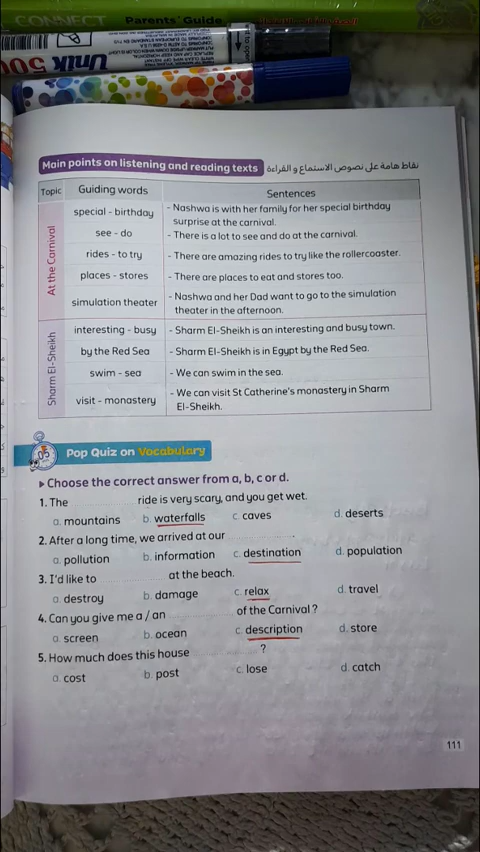 CONNECT Parents' Guide
Unik 500
Main points on listening and reading texts نقاط هامة على نصوص الاستماع و القراءة
Topic Guiding words Sentences
At the Carnival
special - birthday - Nashwa is with her family for her special birthday
surprise at the carnival.
see - do - There is a lot to see and do at the carnival.
rides - to try - There are amazing rides to try like the rollercoaster.
places - stores - There are places to eat and stores too.
simulation theater - Nashwa and her Dad want to go to the simulation
theater in the afternoon.
Sharm El-Sheikh
interesting - busy - Sharm El-Sheikh is an interesting and busy town.
by the Red Sea - Sharm El-Sheikh is in Egypt by the Red Sea.
swim - sea - We can swim in the sea.
visit - monastery - We can visit St Catherine's monastery in Sharm
El-Sheikh.
05 Pop Quiz on Vocabulary
▸ Choose the correct answer from a, b, c or d.
1. The ............ ride is very scary, and you get wet.
a. mountains b. waterfalls c. caves d. deserts
2. After a long time, we arrived at our ............ .
a. pollution b. information c. destination d. population
3. I'd like to ............ at the beach.
a. destroy b. damage c. relax d. travel
4. Can you give me a / an ............ of the Carnival ?
a. screen b. ocean c. description d. store
5. How much does this house ............ ?
a. cost b. post c. lose d. catch
111